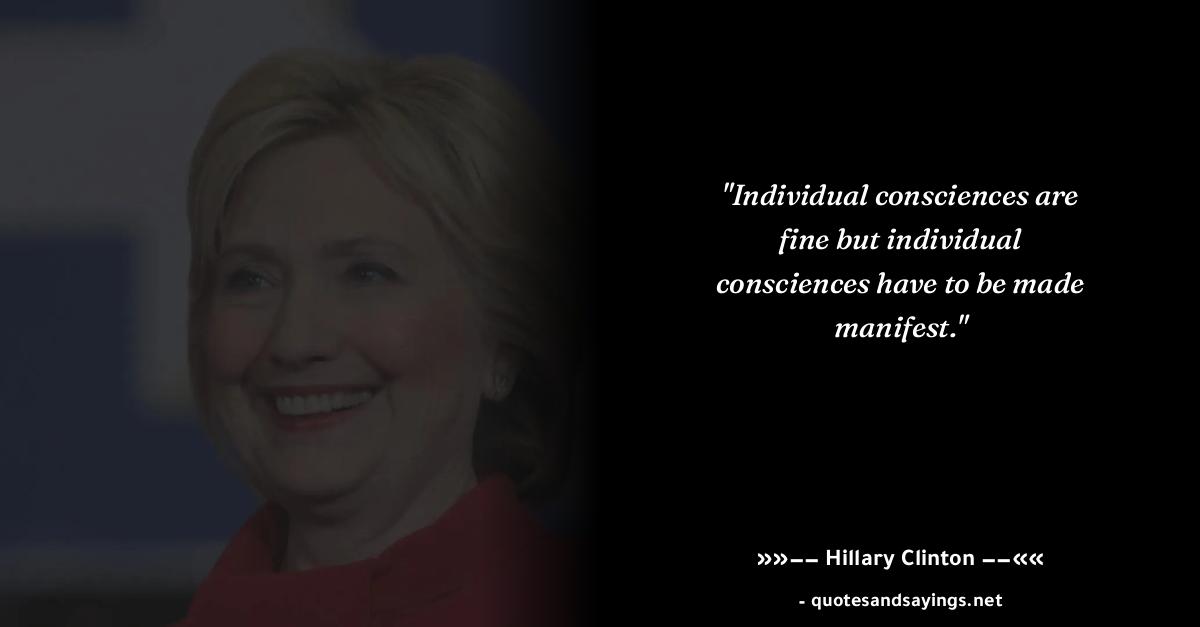 "Individual consciences are
fine but individual
consciences have to be made
manifest."
»»–– Hillary Clinton ––««
- quotesandsayings.net